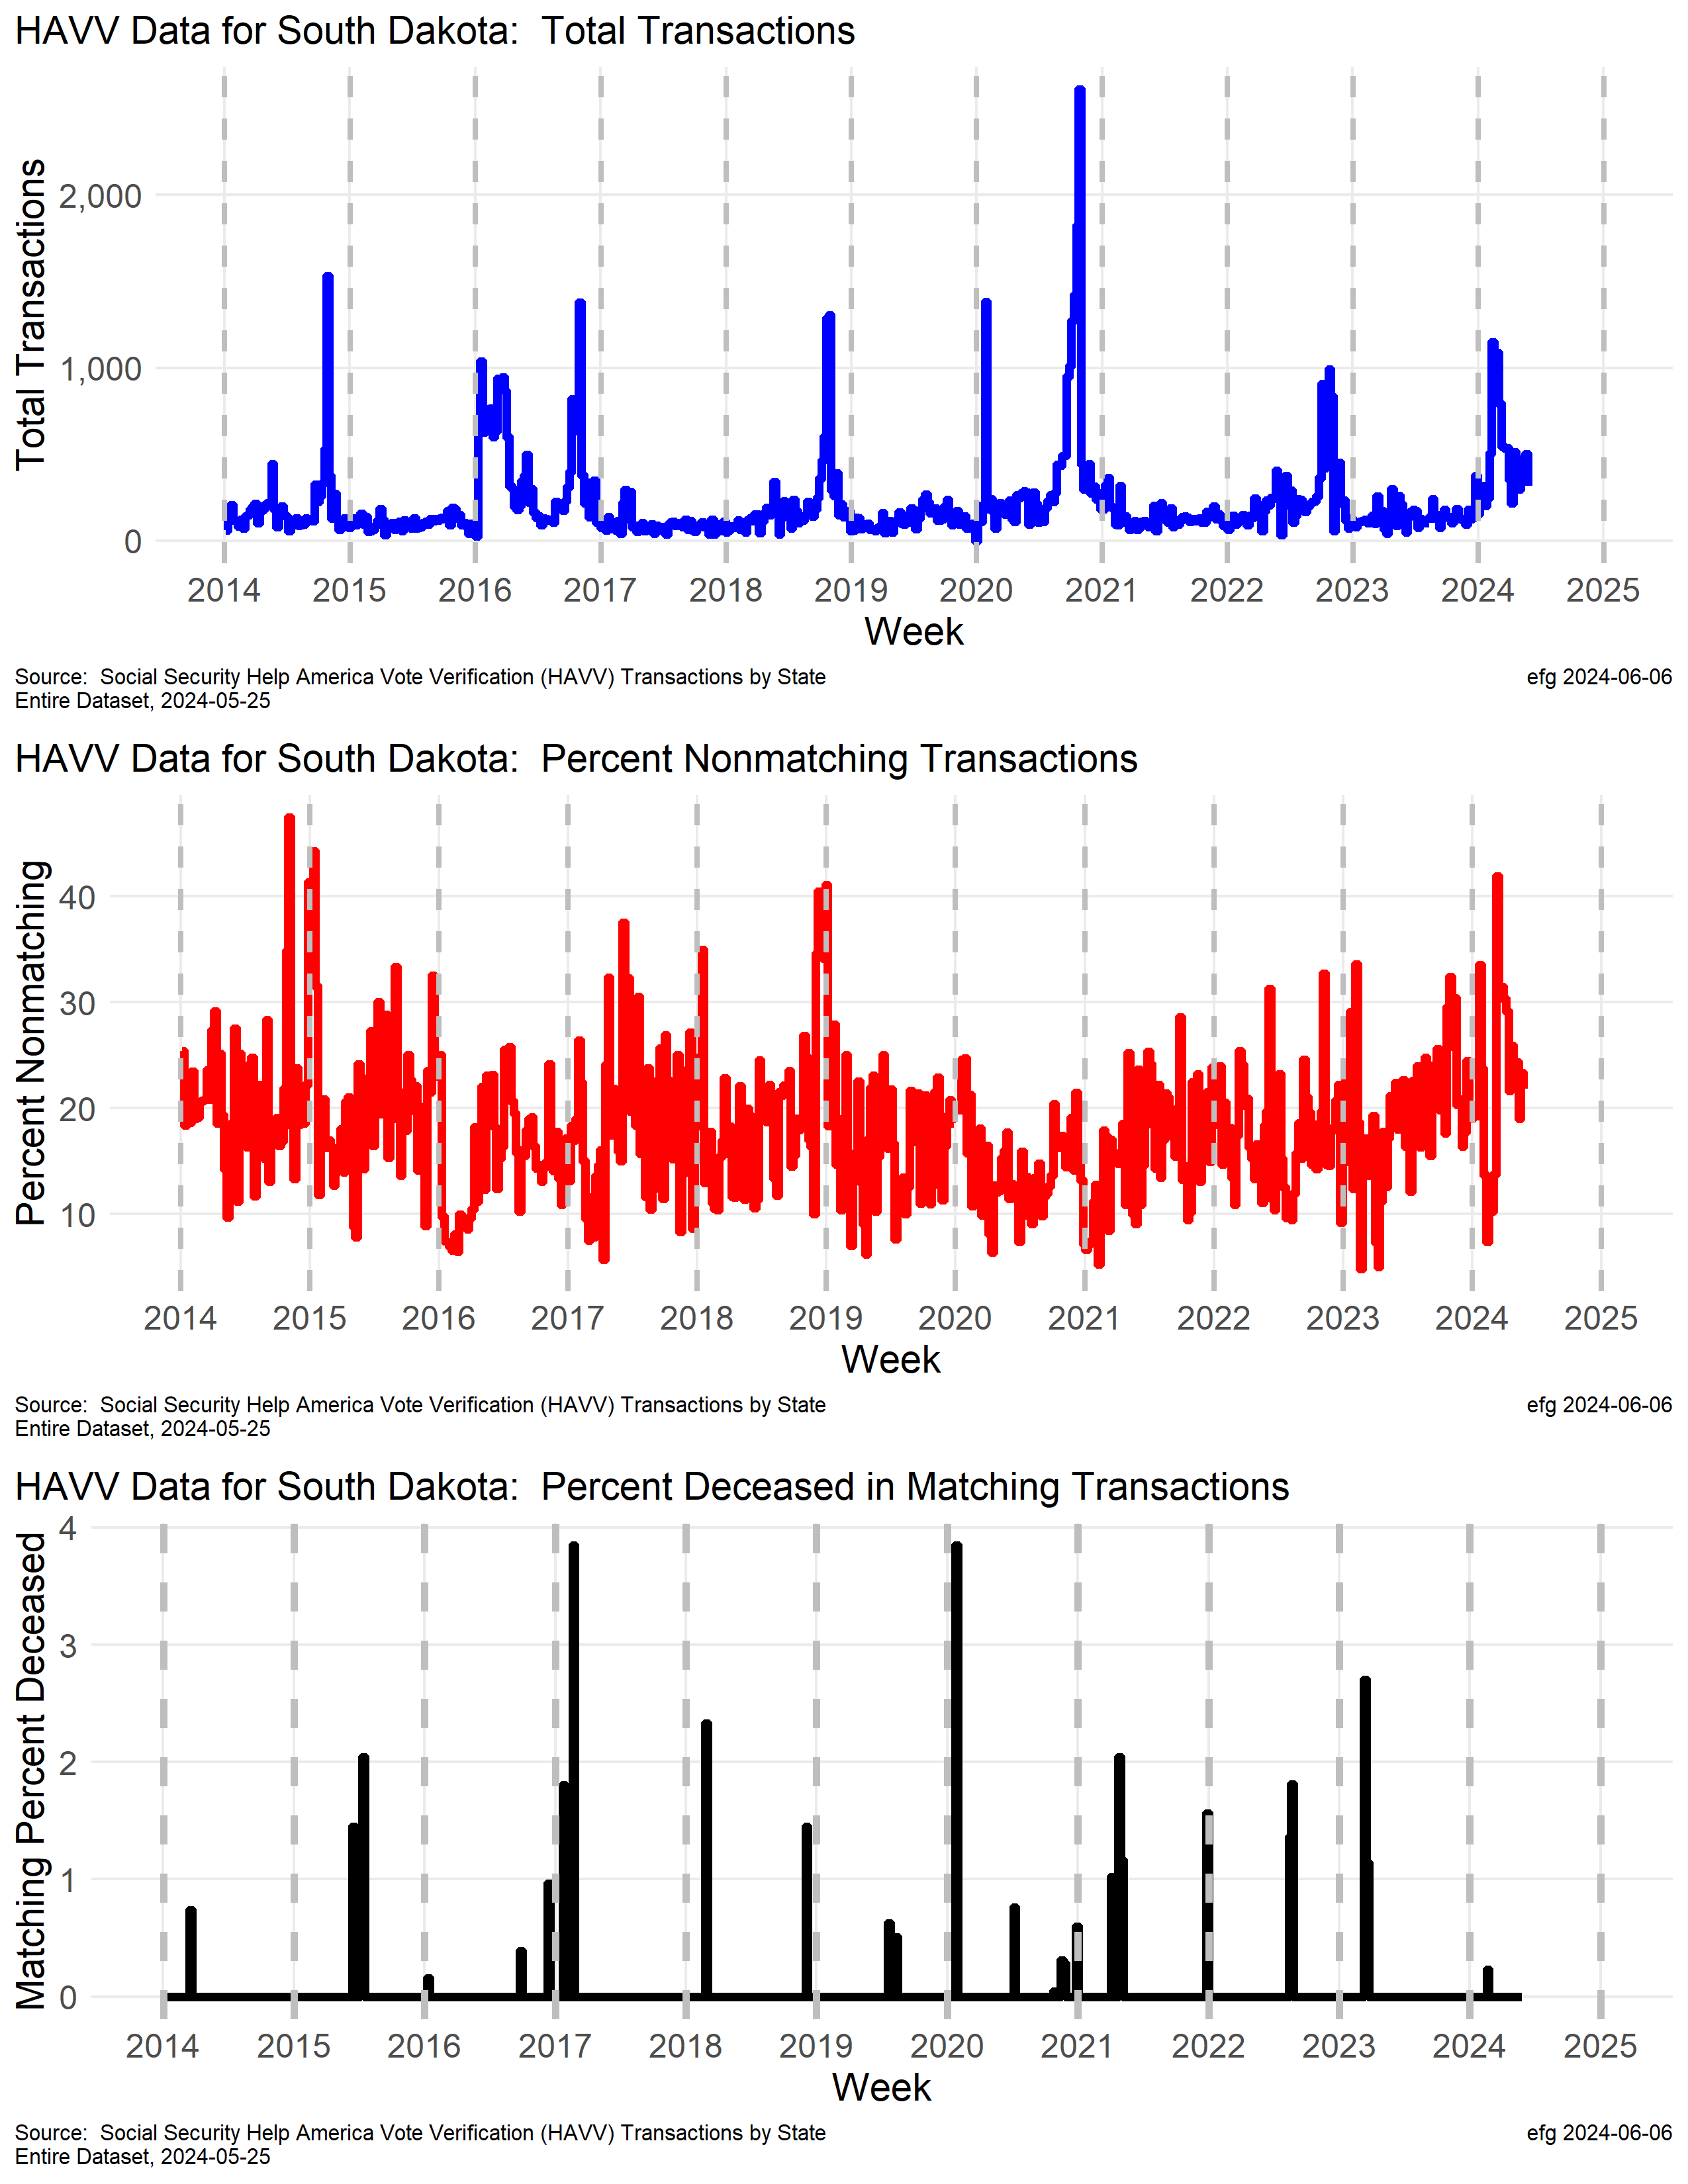 HAVV Data for South Dakota:  Total Transactions
Total Transactions
2,000
1,000
0
2014 2015 2016 2017 2018 2019 2020 2021 2022 2023 2024 2025
Week
Source:  Social Security Help America Vote Verification (HAVV) Transactions by State efg 2024-06-06
Entire Dataset, 2024-05-25
HAVV Data for South Dakota:  Percent Nonmatching Transactions
Percent Nonmatching
40
30
20
10
2014 2015 2016 2017 2018 2019 2020 2021 2022 2023 2024 2025
Week
Source:  Social Security Help America Vote Verification (HAVV) Transactions by State efg 2024-06-06
Entire Dataset, 2024-05-25
HAVV Data for South Dakota:  Percent Deceased in Matching Transactions
Matching Percent Deceased
4
3
2
1
0
2014 2015 2016 2017 2018 2019 2020 2021 2022 2023 2024 2025
Week
Source:  Social Security Help America Vote Verification (HAVV) Transactions by State efg 2024-06-06
Entire Dataset, 2024-05-25